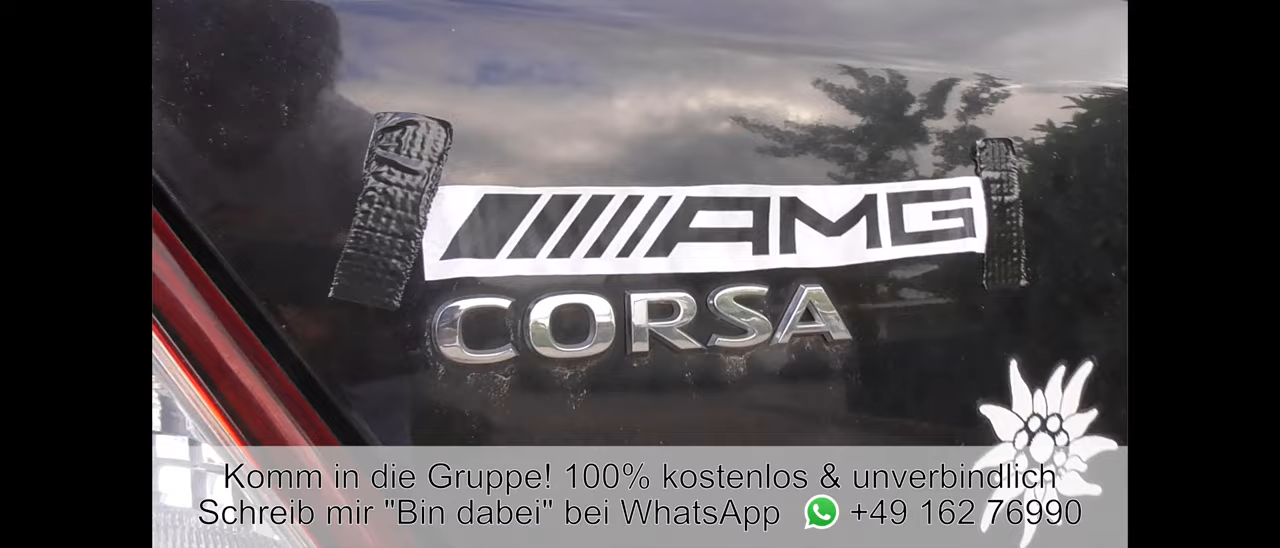 AMG
CORSA
Komm in die Gruppe! 100% kostenlos & unverbindlich
Schreib mir "Bin dabei" bei WhatsApp +49 162 76990